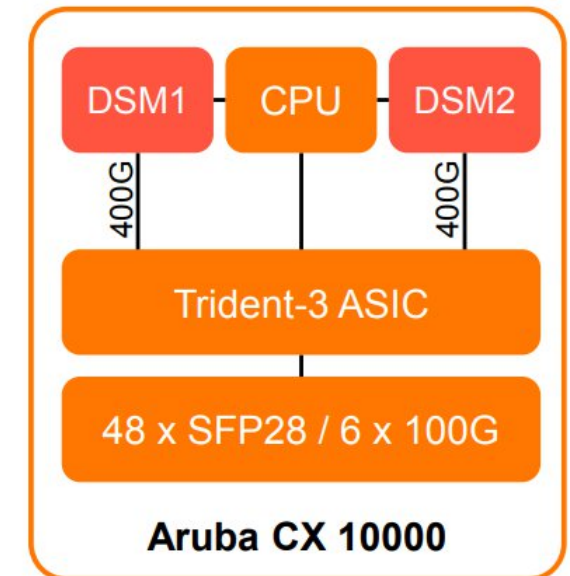 DSM1
CPU
DSM2
400G
400G
Trident-3 ASIC
48 x SFP28 / 6 x 100G
Aruba CX 10000